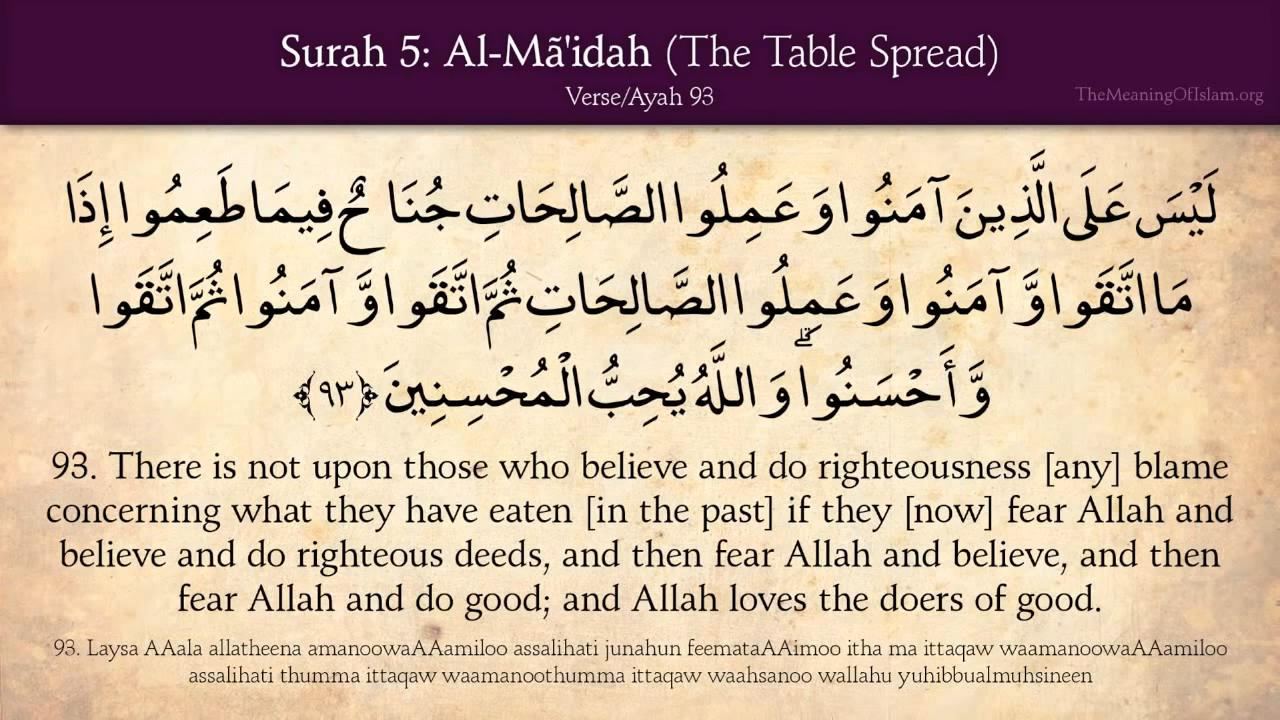 Surah 5: Al-Mã'idah (The Table Spread)
Verse/Ayah 93
TheMeaningOfIslam.org
لَيْسَ عَلَى الَّذِينَ آمَنُوا وَعَمِلُوا الصَّالِحَاتِ جُنَاحٌ فِيمَا طَعِمُوا إِذَا
مَا اتَّقَوا وَّآمَنُوا وَعَمِلُوا الصَّالِحَاتِ ثُمَّ اتَّقَوا وَّآمَنُوا ثُمَّ اتَّقَوا
وَّأَحْسَنُوا ۗ وَاللَّهُ يُحِبُّ الْمُحْسِنِينَ ﴿٩٣﴾
93. There is not upon those who believe and do righteousness [any] blame
concerning what they have eaten [in the past] if they [now] fear Allah and
believe and do righteous deeds, and then fear Allah and believe, and then
fear Allah and do good; and Allah loves the doers of good.
93. Laysa AAala allatheena amanoowaAAamiloo assalihati junahun feemataAAimoo itha ma ittaqaw waamanoowaAAamiloo
assalihati thumma ittaqaw waamanoothumma ittaqaw waahsanoo wallahu yuhibbualmuhsineen